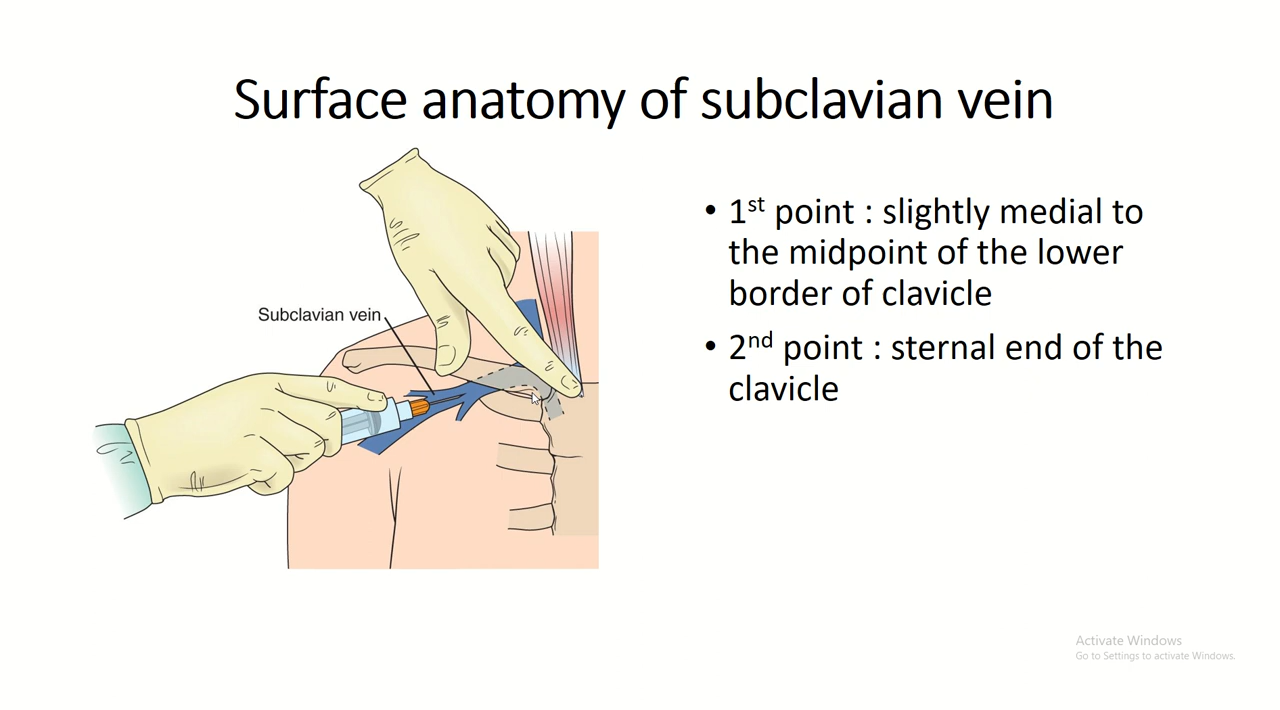 Surface anatomy of subclavian vein
Subclavian vein
• 1st point : slightly medial to
the midpoint of the lower
border of clavicle
• 2nd point : sternal end of the
clavicle
Activate Windows
Go to Settings to activate Windows.